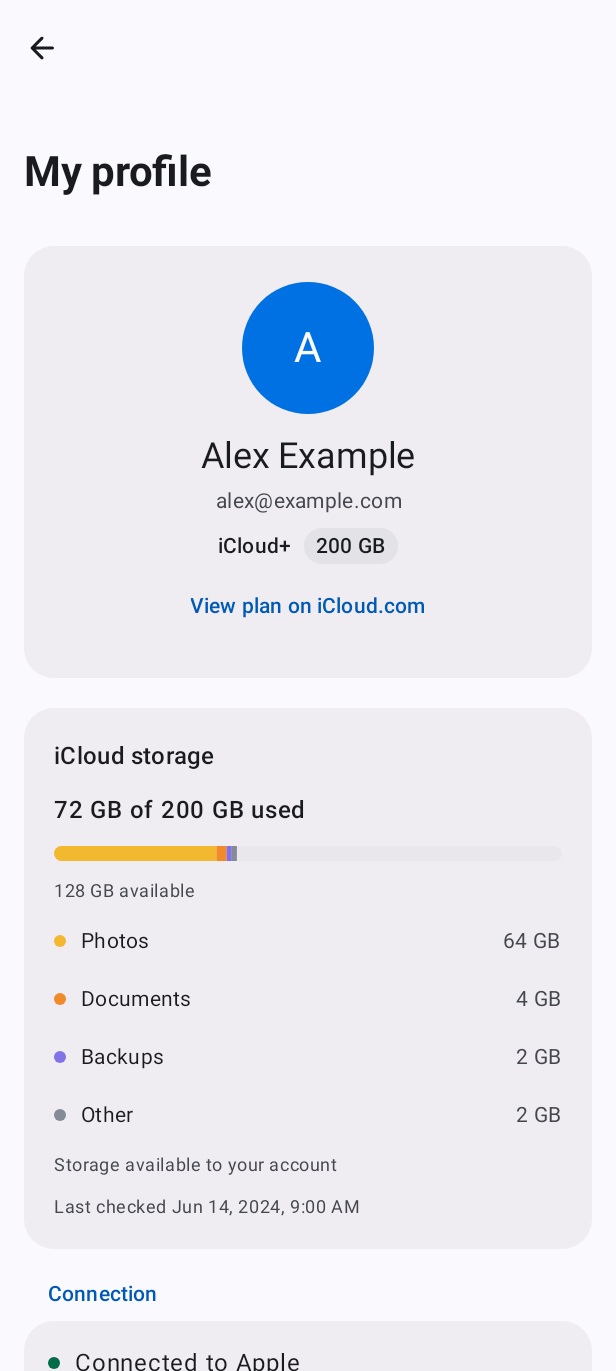 My profile
A
Alex Example
alex@example.com
iCloud+ 200 GB
View plan on iCloud.com
iCloud storage
72 GB of 200 GB used
128 GB available
Photos 64 GB
Documents 4 GB
Backups 2 GB
Other 2 GB
Storage available to your account
Last checked Jun 14, 2024, 9:00 AM
Connection
Connected to Apple